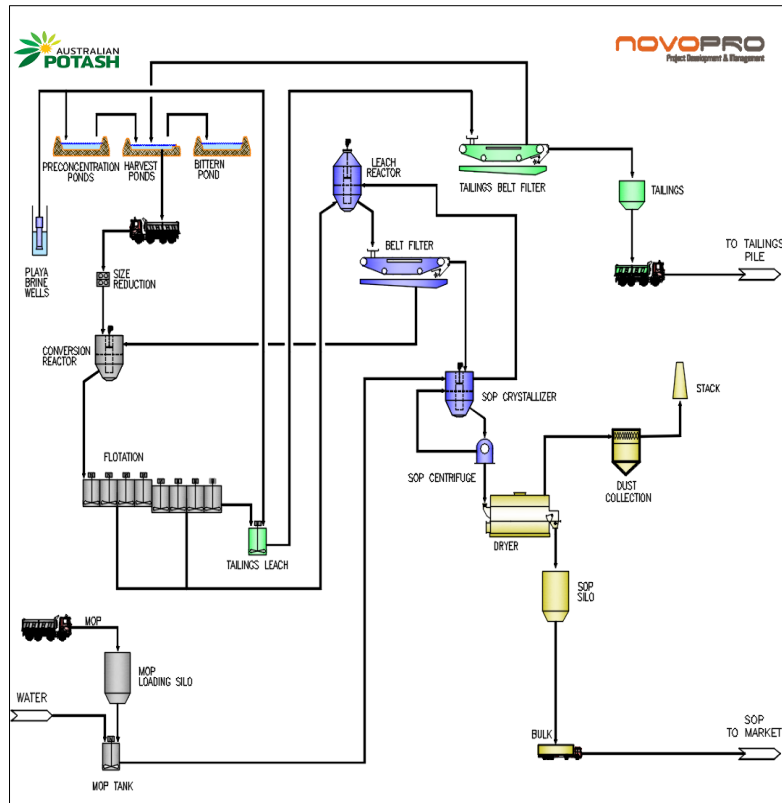 AUSTRALIAN
POTASH
NOVOPRO
Project Development & Management
PRECONCENTRATION
PONDS
HARVEST
PONDS
BITTERN
POND
LEACH
REACTOR
TAILINGS BELT FILTER
TAILINGS
TO TAILINGS
PILE
PLAYA
BRINE
WELLS
SIZE
REDUCTION
BELT FILTER
CONVERSION
REACTOR
SOP CRYSTALLIZER
STACK
FLOTATION
SOP CENTRIFUGE
DUST
COLLECTION
TAILINGS LEACH
DRYER
SOP
SILO
MOP
MOP
LOADING SILO
WATER
MOP TANK
BULK
SOP
TO MARKET